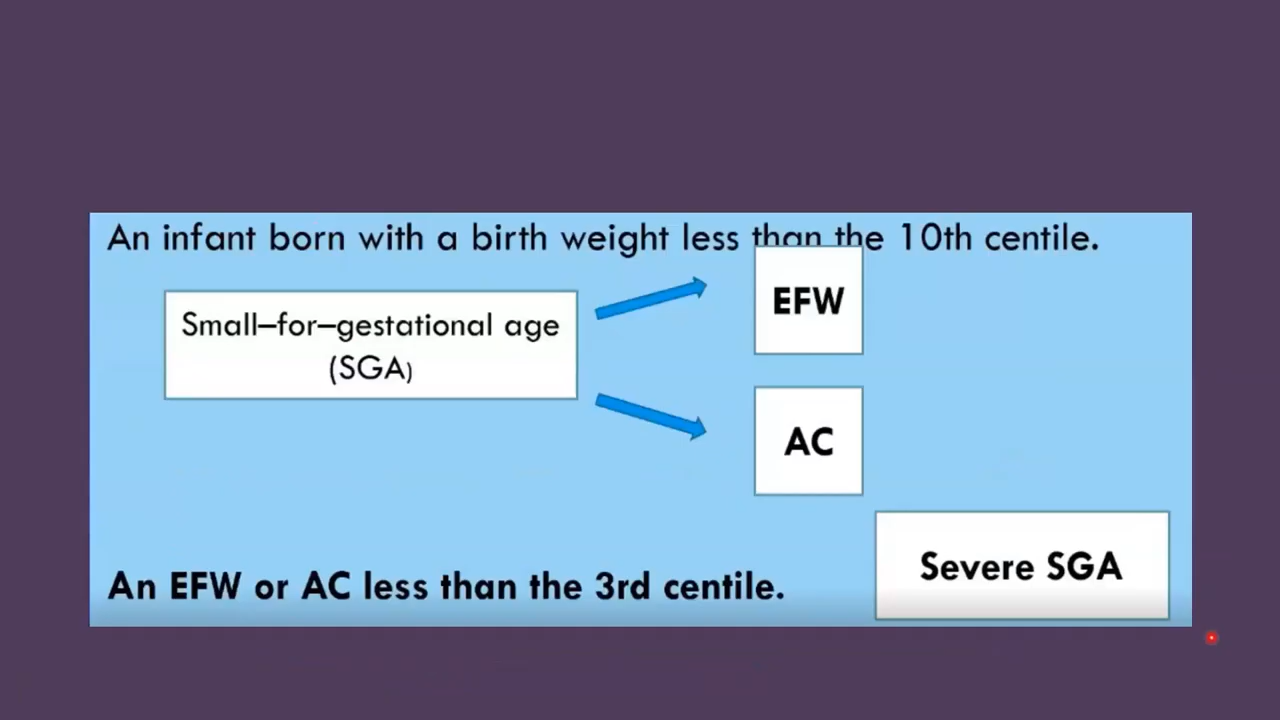 An infant born with a birth weight less than the 10th centile.
EFW
Small–for–gestational age
(SGA)
AC
Severe SGA
An EFW or AC less than the 3rd centile.